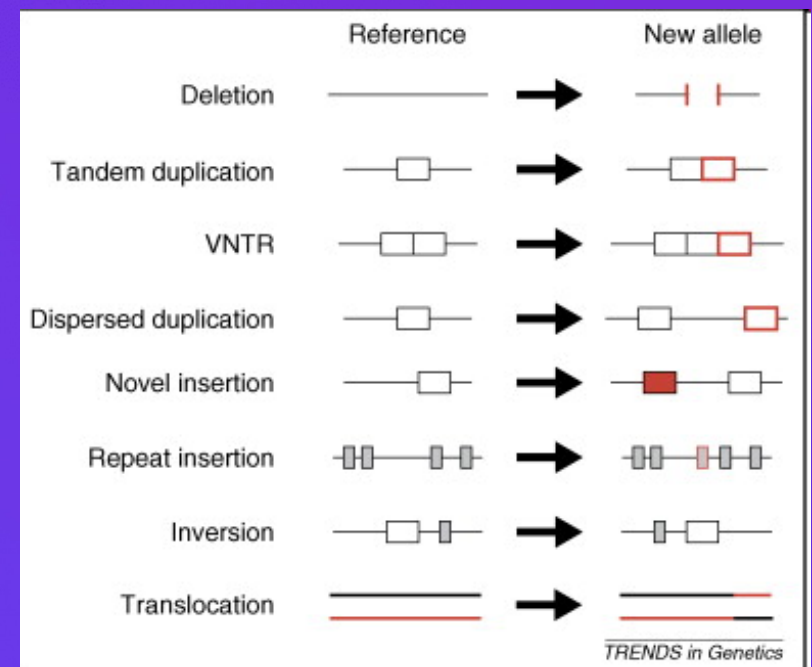 Reference New allele
Deletion
Tandem duplication
VNTR
Dispersed duplication
Novel insertion
Repeat insertion
Inversion
Translocation
TRENDS in Genetics